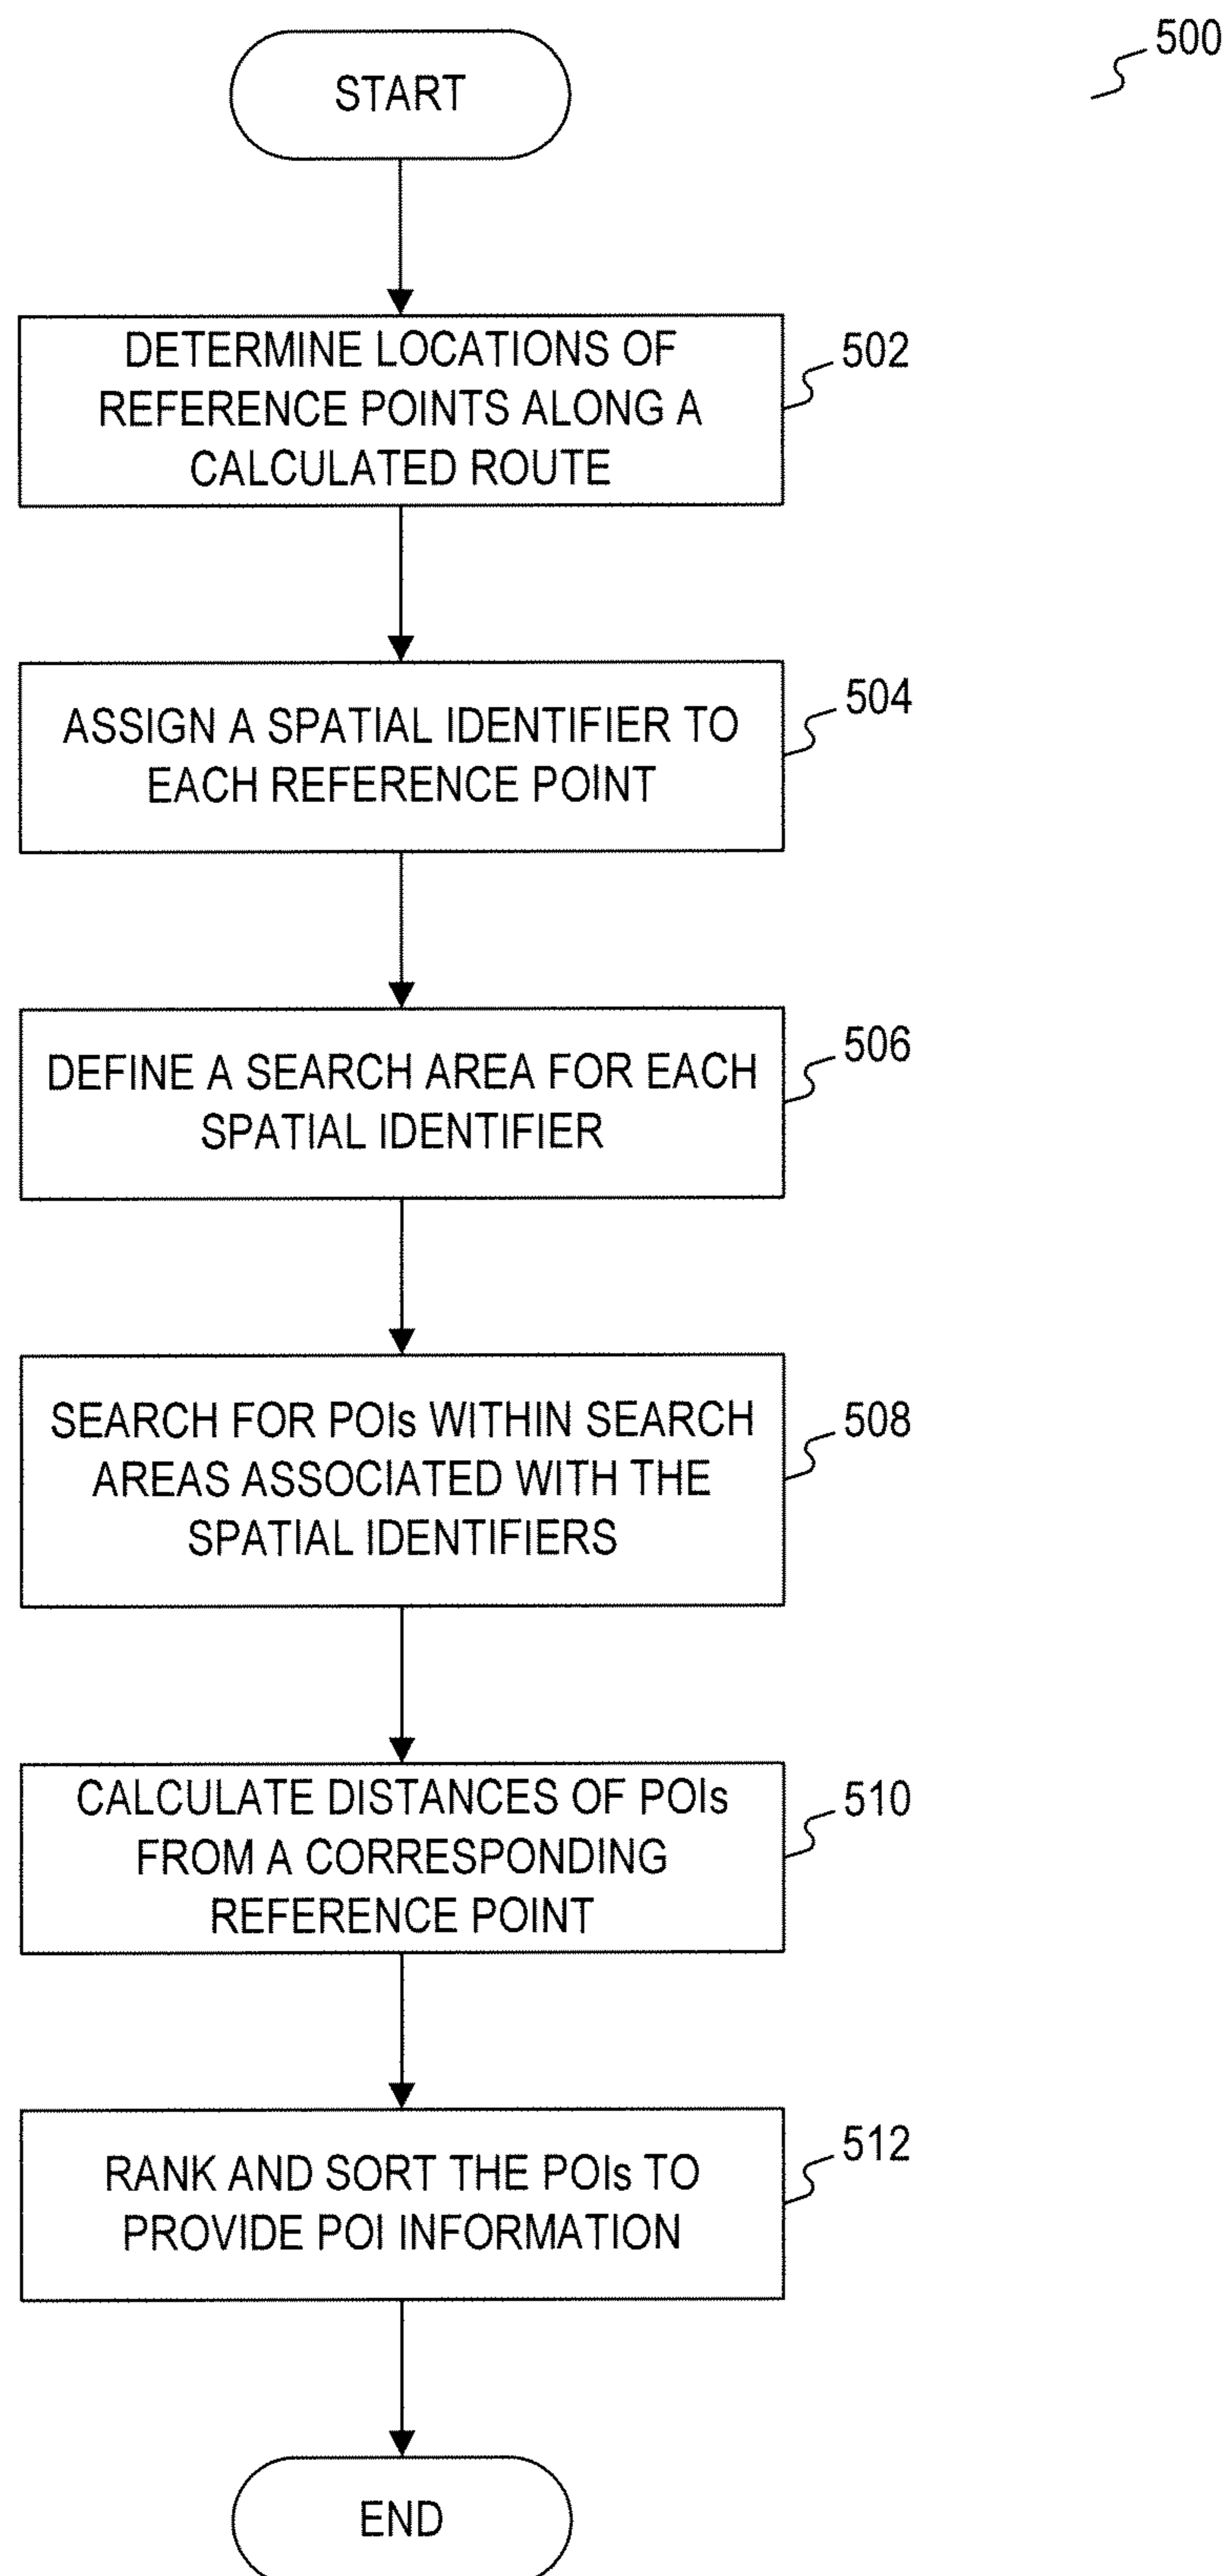 500
START
DETERMINE LOCATIONS OF
REFERENCE POINTS ALONG A
CALCULATED ROUTE
502
ASSIGN A SPATIAL IDENTIFIER TO
EACH REFERENCE POINT
504
DEFINE A SEARCH AREA FOR EACH
SPATIAL IDENTIFIER
506
SEARCH FOR POIs WITHIN SEARCH
AREAS ASSOCIATED WITH THE
SPATIAL IDENTIFIERS
508
CALCULATE DISTANCES OF POIs
FROM A CORRESPONDING
REFERENCE POINT
510
RANK AND SORT THE POIs TO
PROVIDE POI INFORMATION
512
END